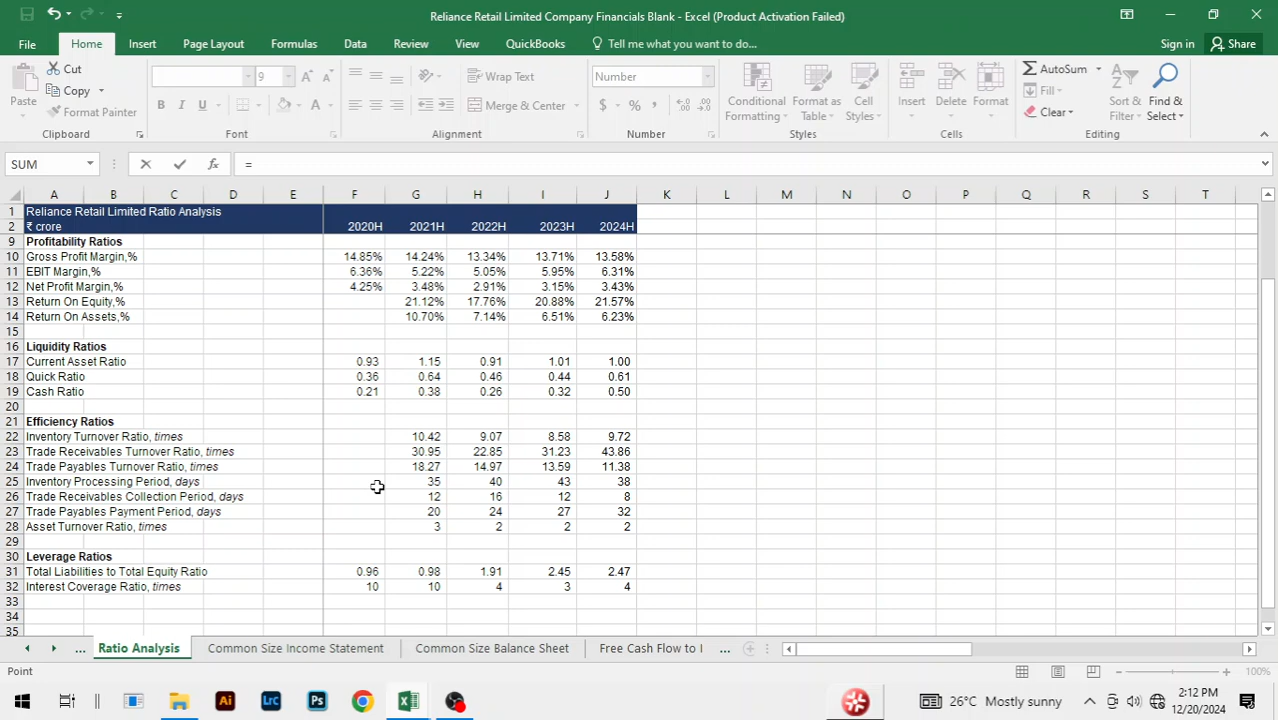 Reliance Retail Limited Company Financials Blank - Excel (Product Activation Failed)
File Home Insert Page Layout Formulas Data Review View QuickBooks Tell me what you want to do... Sign in Share
Paste Cut Copy Format Painter
9
B I U A
Wrap Text
Merge & Center
Number
$ %
Conditional Formatting
Format as Table
Cell Styles
Insert Delete Format
AutoSum Fill Clear
Sort & Filter
Find & Select
Clipboard Font Alignment Number Styles Cells Editing
SUM fx =
A B C D E F G H I J K L M N O P Q R S T
1 Reliance Retail Limited Ratio Analysis
2 ₹ crore 2020H 2021H 2022H 2023H 2024H
9 Profitability Ratios
10 Gross Profit Margin,% 14.85% 14.24% 13.34% 13.71% 13.58%
11 EBIT Margin,% 6.36% 5.22% 5.05% 5.95% 6.31%
12 Net Profit Margin,% 4.25% 3.48% 2.91% 3.15% 3.43%
13 Return On Equity,% 21.12% 17.76% 20.88% 21.57%
14 Return On Assets,% 10.70% 7.14% 6.51% 6.23%
15
16 Liquidity Ratios
17 Current Asset Ratio 0.93 1.15 0.91 1.01 1.00
18 Quick Ratio 0.36 0.64 0.46 0.44 0.61
19 Cash Ratio 0.21 0.38 0.26 0.32 0.50
20
21 Efficiency Ratios
22 Inventory Turnover Ratio, times 10.42 9.07 8.58 9.72
23 Trade Receivables Turnover Ratio, times 30.95 22.85 31.23 43.86
24 Trade Payables Turnover Ratio, times 18.27 14.97 13.59 11.38
25 Inventory Processing Period, days 35 40 43 38
26 Trade Receivables Collection Period, days 12 16 12 8
27 Trade Payables Payment Period, days 20 24 27 32
28 Asset Turnover Ratio, times 3 2 2 2
29
30 Leverage Ratios
31 Total Liabilities to Total Equity Ratio 0.96 0.98 1.91 2.45 2.47
32 Interest Coverage Ratio, times 10 10 4 3 4
33
34
35
... Ratio Analysis Common Size Income Statement Common Size Balance Sheet Free Cash Flow to I ...
Point 100%
Ai Lrc Ps 26°C Mostly sunny 2:12 PM
12/20/2024